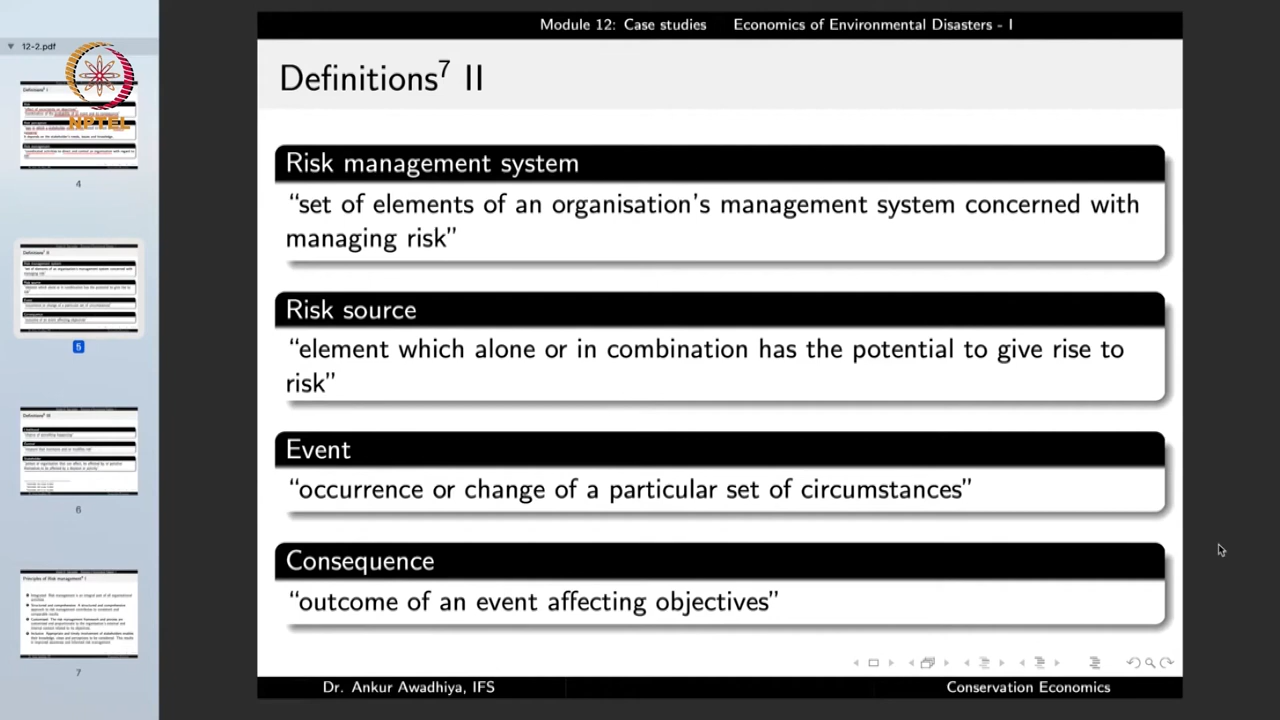 Module 12: Case studies Economics of Environmental Disasters - I
12-2.pdf
NPTEL
Definitions⁷ II
Risk management system
“set of elements of an organisation’s management system concerned with
managing risk”
Risk source
“element which alone or in combination has the potential to give rise to
risk”
Event
“occurrence or change of a particular set of circumstances”
Consequence
“outcome of an event affecting objectives”
4
5
6
7
Dr. Ankur Awadhiya, IFS Conservation Economics